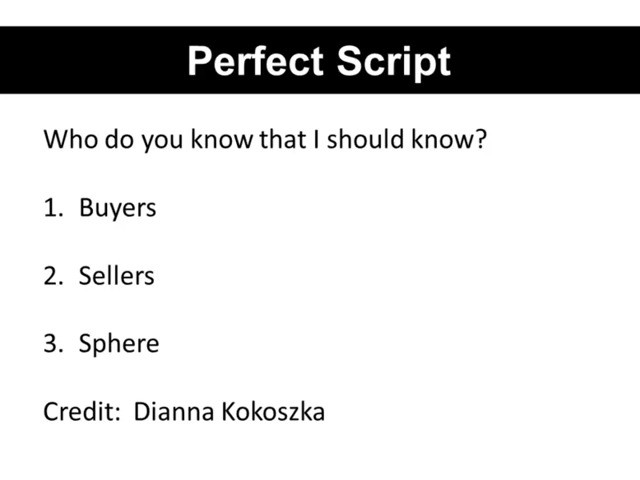 Perfect Script
Who do you know that I should know?
1. Buyers
2. Sellers
3. Sphere
Credit: Dianna Kokoszka